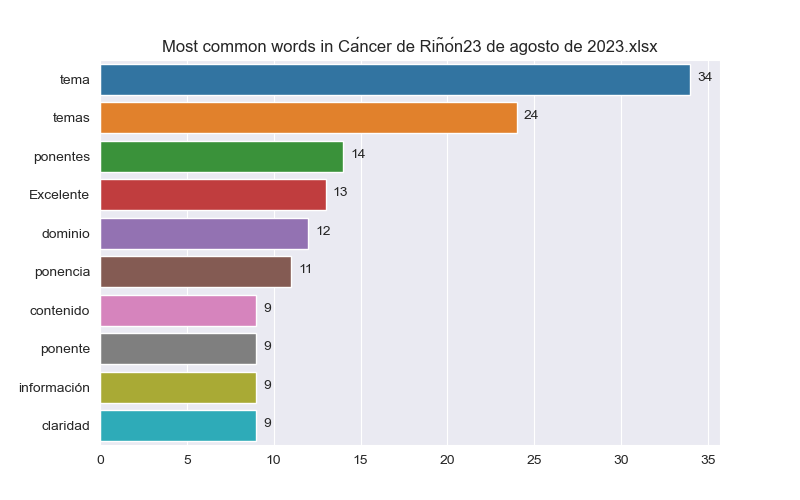 Most common words in Cáncer de Riñón23 de agosto de 2023.xlsx
tema 34
temas 24
ponentes 14
Excelente 13
dominio 12
ponencia 11
contenido 9
ponente 9
información 9
claridad 9
0 5 10 15 20 25 30 35